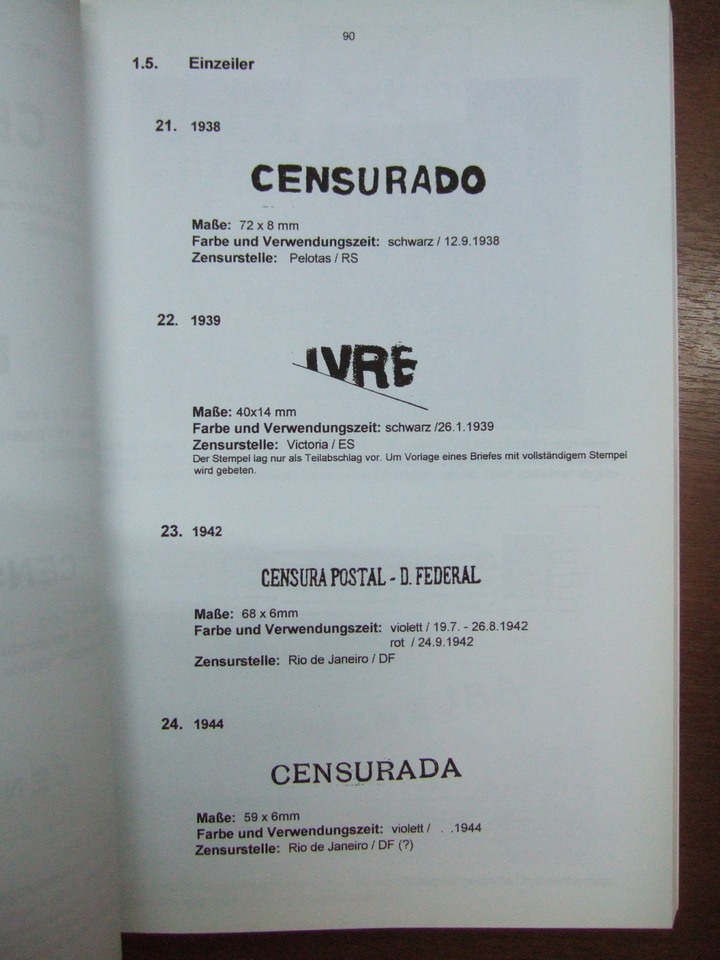 90
1.5. Einzeiler
21. 1938
CENSURADO
Maße: 72 x 8 mm
Farbe und Verwendungszeit: schwarz / 12.9.1938
Zensurstelle: Pelotas / RS
22. 1939
IVRE
Maße: 40x14 mm
Farbe und Verwendungszeit: schwarz /26.1.1939
Zensurstelle: Victoria / ES
Der Stempel lag nur als Teilabschlag vor. Um Vorlage eines Briefes mit vollständigem Stempel
wird gebeten.
23. 1942
CENSURA POSTAL - D. FEDERAL
Maße: 68 x 6mm
Farbe und Verwendungszeit: violett / 19.7. - 26.8.1942
rot / 24.9.1942
Zensurstelle: Rio de Janeiro / DF
24. 1944
CENSURADA
Maße: 59 x 6mm
Farbe und Verwendungszeit: violett / . .1944
Zensurstelle: Rio de Janeiro / DF (?)